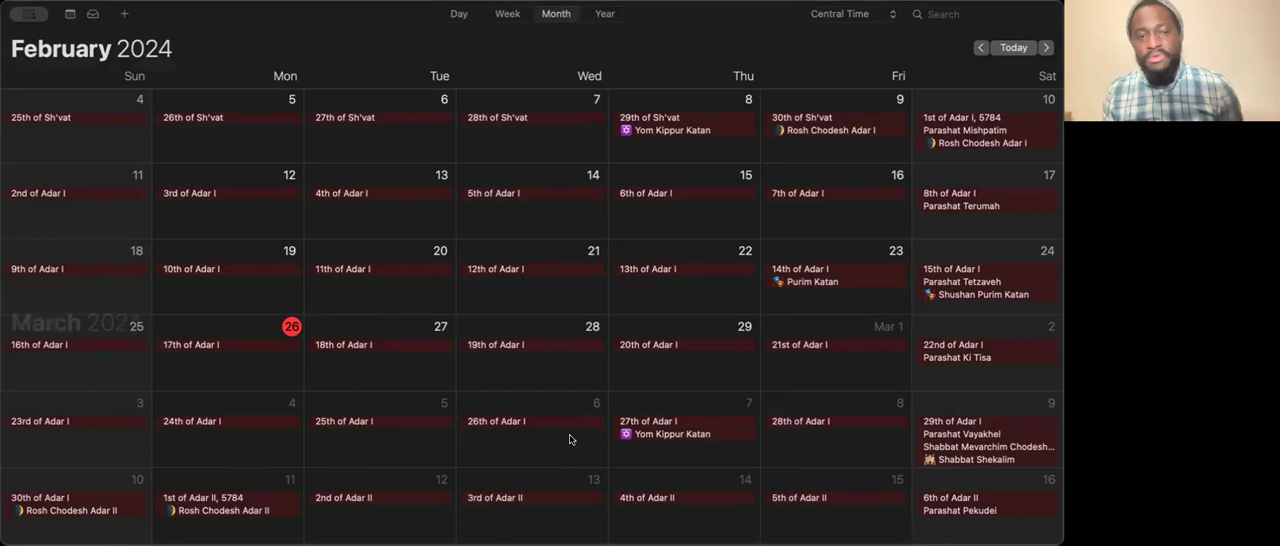 Day Week Month Year
Central Time
Search
February 2024
Today
Sun Mon Tue Wed Thu Fri Sat
4 5 6 7 8 9 10
25th of Sh'vat
26th of Sh'vat
27th of Sh'vat
28th of Sh'vat
29th of Sh'vat
Yom Kippur Katan
30th of Sh'vat
Rosh Chodesh Adar I
1st of Adar I, 5784
Parashat Mishpatim
Rosh Chodesh Adar I
11 12 13 14 15 16 17
2nd of Adar I
3rd of Adar I
4th of Adar I
5th of Adar I
6th of Adar I
7th of Adar I
8th of Adar I
Parashat Terumah
18 19 20 21 22 23 24
9th of Adar I
10th of Adar I
11th of Adar I
12th of Adar I
13th of Adar I
14th of Adar I
Purim Katan
15th of Adar I
Parashat Tetzaveh
Shushan Purim Katan
March 2024
25 26 27 28 29 Mar 1 2
16th of Adar I
17th of Adar I
18th of Adar I
19th of Adar I
20th of Adar I
21st of Adar I
22nd of Adar I
Parashat Ki Tisa
3 4 5 6 7 8 9
23rd of Adar I
24th of Adar I
25th of Adar I
26th of Adar I
27th of Adar I
Yom Kippur Katan
28th of Adar I
29th of Adar I
Parashat Vayakhel
Shabbat Mevarchim Chodesh...
Shabbat Shekalim
10 11 12 13 14 15 16
30th of Adar I
Rosh Chodesh Adar II
1st of Adar II, 5784
Rosh Chodesh Adar II
2nd of Adar II
3rd of Adar II
4th of Adar II
5th of Adar II
6th of Adar II
Parashat Pekudei